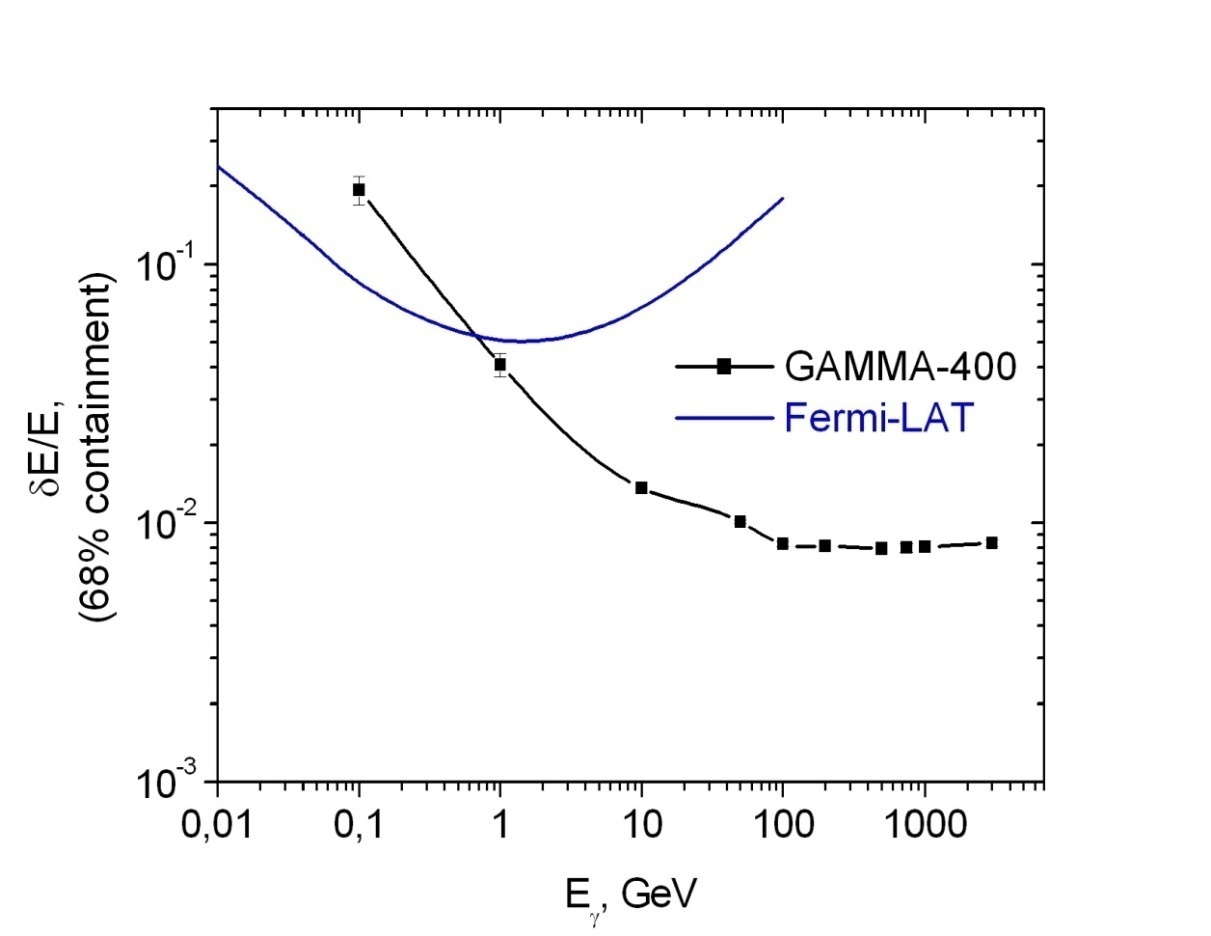 δE/E,
(68% containment)
10⁻¹
10⁻²
10⁻³
GAMMA-400
Fermi-LAT
0,01 0,1 1 10 100 1000
Eᵧ, GeV